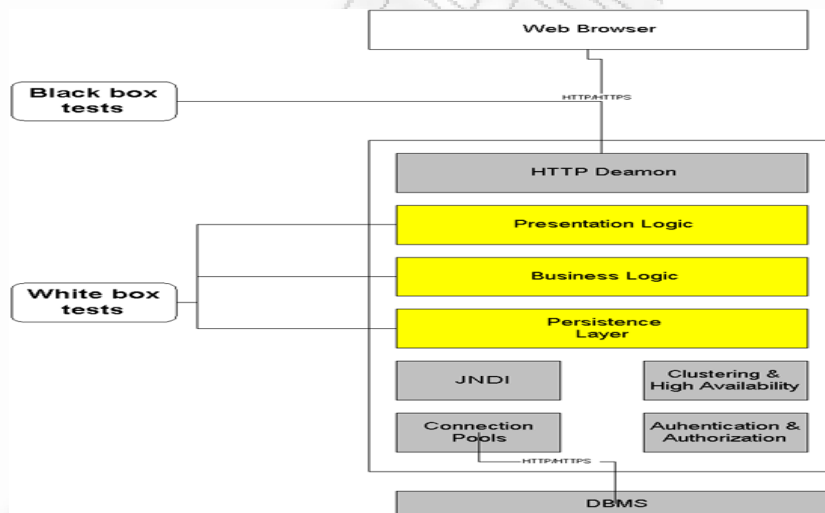 Web Browser
Black box
tests
HTTP/HTTPS
HTTP Deamon
Presentation Logic
Business Logic
White box
tests
Persistence
Layer
JNDI
Clustering &
High Availability
Connection
Pools
Auhentication &
Authorization
HTTP/HTTPS
DBMS